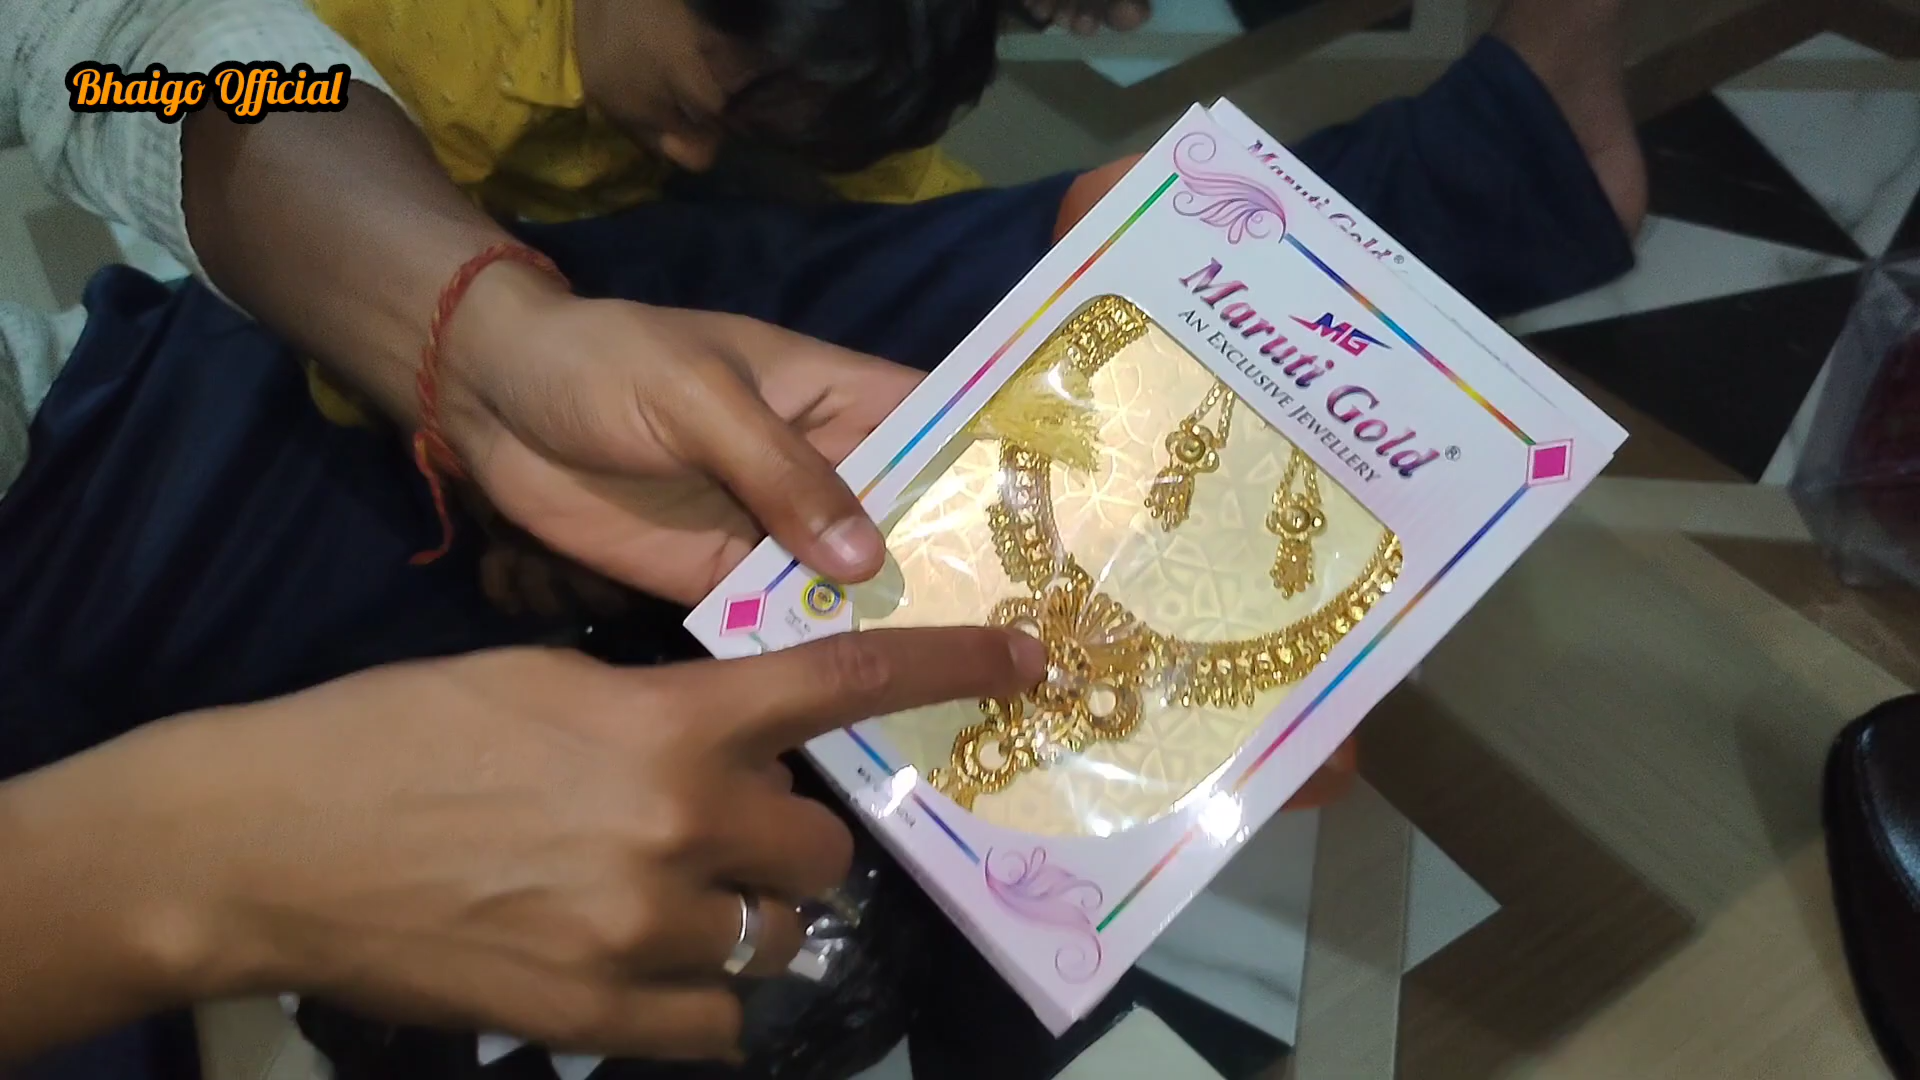 Bhaigo Official
Maruti Gold®
MG
Maruti Gold®
AN EXCLUSIVE JEWELLERY